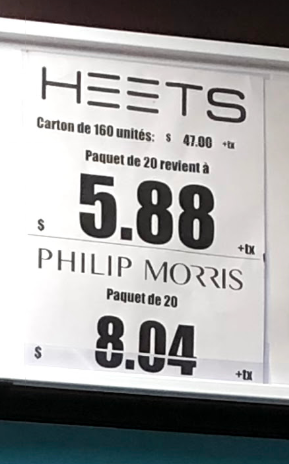 HEETS
Carton de 160 unités: $ 47.00 +tx
Paquet de 20 revient à
$ 5.88 +tx
PHILIP MORRIS
Paquet de 20
$ 8.04 +tx